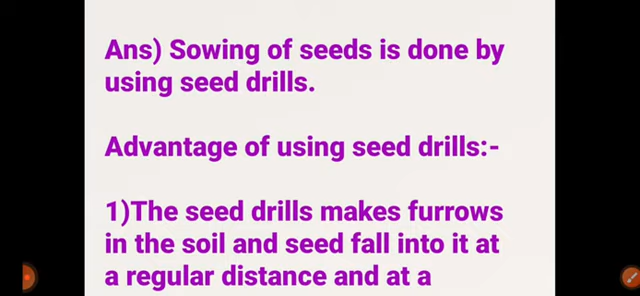 Ans) Sowing of seeds is done by
using seed drills.
Advantage of using seed drills:-
1)The seed drills makes furrows
in the soil and seed fall into it at
a regular distance and at a